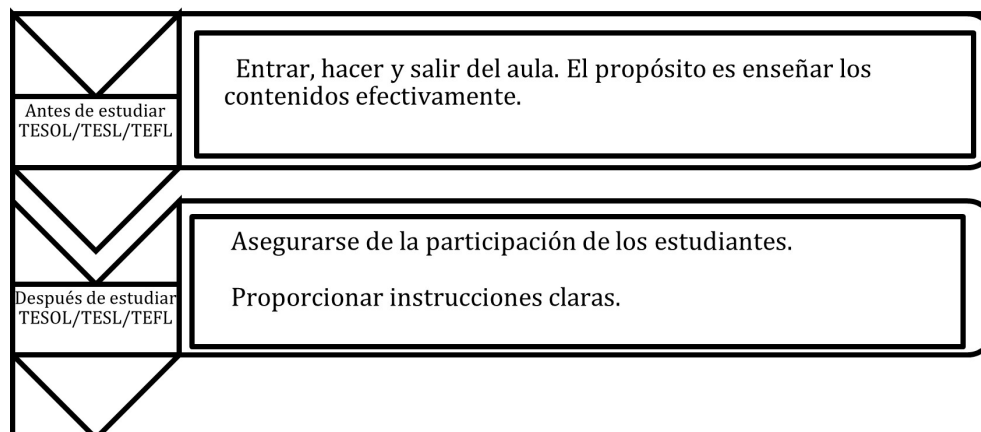 Antes de estudiar
TESOL/TESL/TEFL
Entrar, hacer y salir del aula. El propósito es enseñar los
contenidos efectivamente.
Después de estudiar
TESOL/TESL/TEFL
Asegurarse de la participación de los estudiantes.
Proporcionar instrucciones claras.